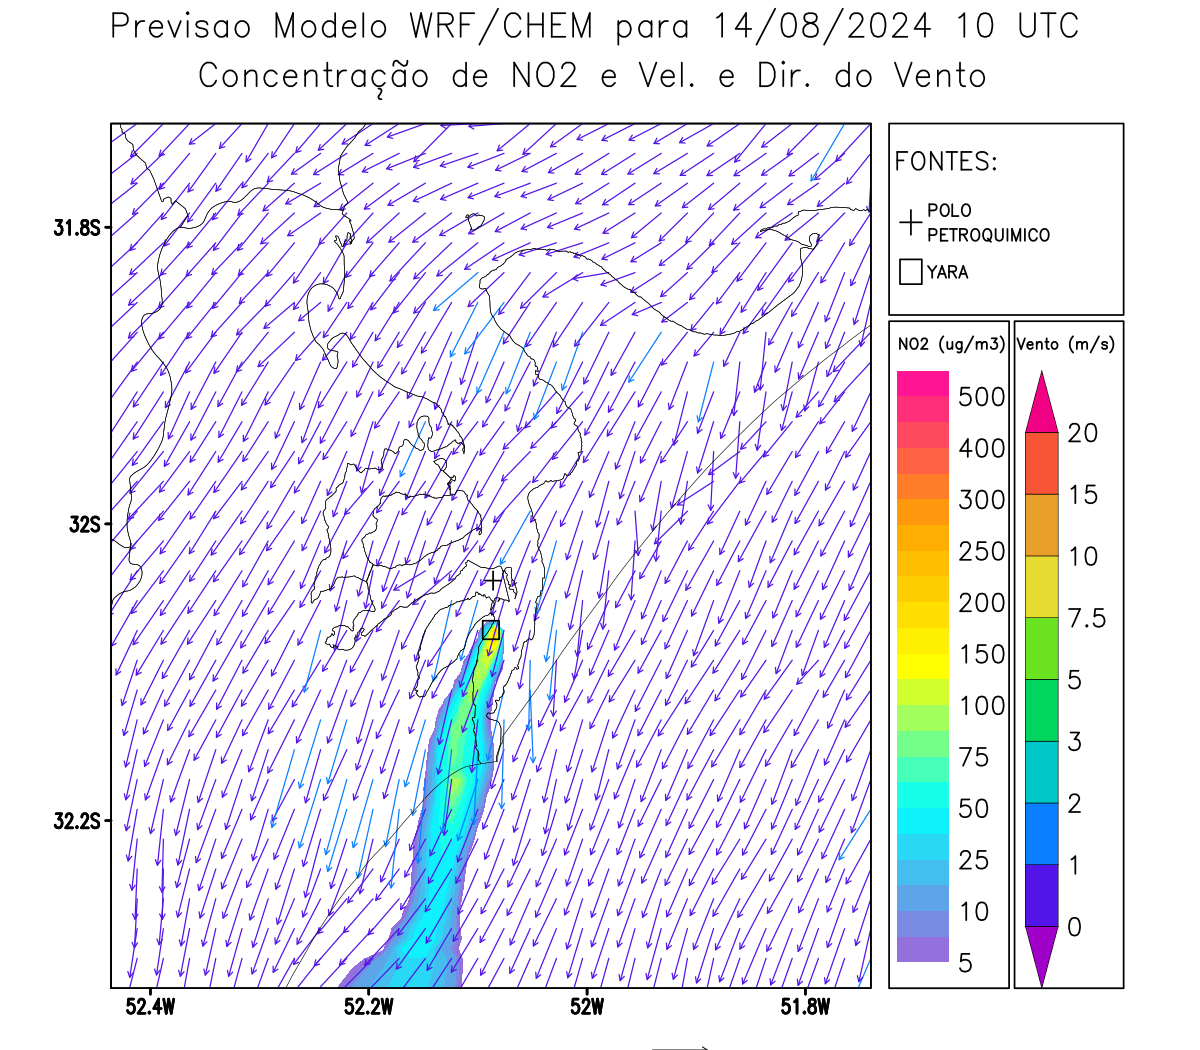 Previsao Modelo WRF/CHEM para 14/08/2024 10 UTC
Concentração de NO2 e Vel. e Dir. do Vento
FONTES:
POLO
PETROQUIMICO
YARA
NO2 (ug/m3)
500
400
300
250
200
150
100
75
50
25
10
5
Vento (m/s)
20
15
10
7.5
5
3
2
1
0
31.8S
32S
32.2S
52.4W
52.2W
52W
51.8W